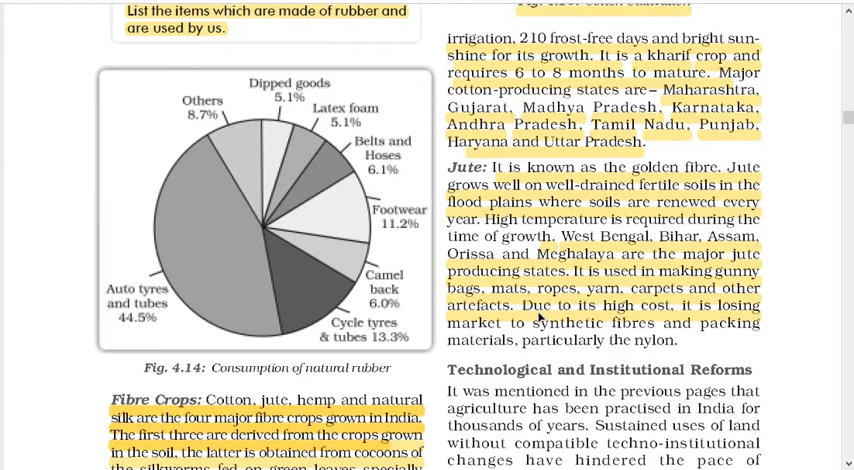 List the items which are made of rubber and
are used by us.
Dipped goods
5.1%
Others
8.7%
Latex foam
5.1%
Belts and
Hoses
6.1%
Footwear
11.2%
Camel
back
6.0%
Cycle tyres
& tubes 13.3%
Auto tyres
and tubes
44.5%
Fig. 4.14: Consumption of natural rubber
Fibre Crops: Cotton, jute, hemp and natural
silk are the four major fibre crops grown in India.
The first three are derived from the crops grown
in the soil, the latter is obtained from cocoons of
the silkworms fed on green leaves specially
irrigation, 210 frost-free days and bright sun-
shine for its growth. It is a kharif crop and
requires 6 to 8 months to mature. Major
cotton-producing states are– Maharashtra,
Gujarat, Madhya Pradesh, Karnataka,
Andhra Pradesh, Tamil Nadu, Punjab,
Haryana and Uttar Pradesh.
Jute: It is known as the golden fibre. Jute
grows well on well-drained fertile soils in the
flood plains where soils are renewed every
year. High temperature is required during the
time of growth. West Bengal, Bihar, Assam,
Orissa and Meghalaya are the major jute
producing states. It is used in making gunny
bags, mats, ropes, yarn, carpets and other
artefacts. Due to its high cost, it is losing
market to synthetic fibres and packing
materials, particularly the nylon.
Technological and Institutional Reforms
It was mentioned in the previous pages that
agriculture has been practised in India for
thousands of years. Sustained uses of land
without compatible techno-institutional
changes have hindered the pace of